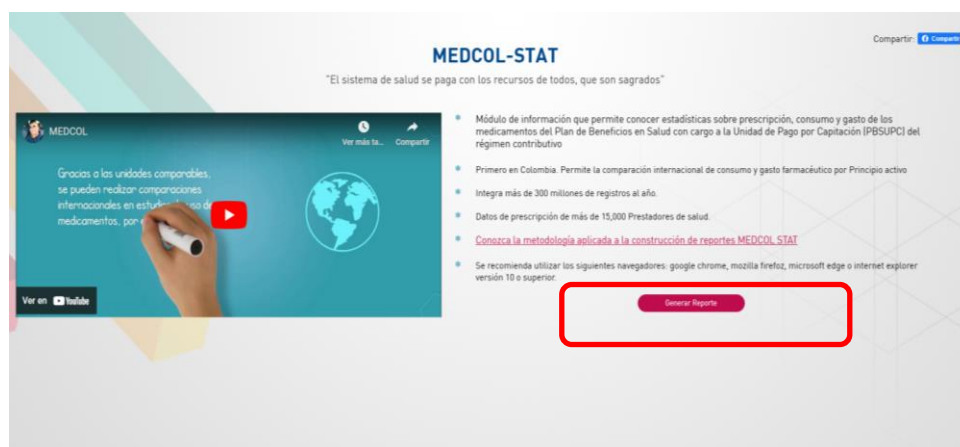 Compartir:
Compartir
MEDCOL-STAT
"El sistema de salud se paga con los recursos de todos, que son sagrados"
MEDCOL
Ver más ta...
Compartir
Gracias a las unidades comparables,
se pueden realizar comparaciones
internacionales en estudios de uso de
medicamentos, por
Ver en YouTube
Módulo de información que permite conocer estadísticas sobre prescripción, consumo y gasto de los
medicamentos del Plan de Beneficios en Salud con cargo a la Unidad de Pago por Capitación (PBSUPC) del
régimen contributivo
Primero en Colombia. Permite la comparación internacional de consumo y gasto farmacéutico por Principio activo
Integra más de 300 millones de registros al año.
Datos de prescripción de más de 15,000 Prestadores de salud.
Conozca la metodología aplicada a la construcción de reportes MEDCOL STAT
Se recomienda utilizar los siguientes navegadores: google chrome, mozilla firefoz, microsoft edge o internet explorer
versión 10 o superior.
Generar Reporte